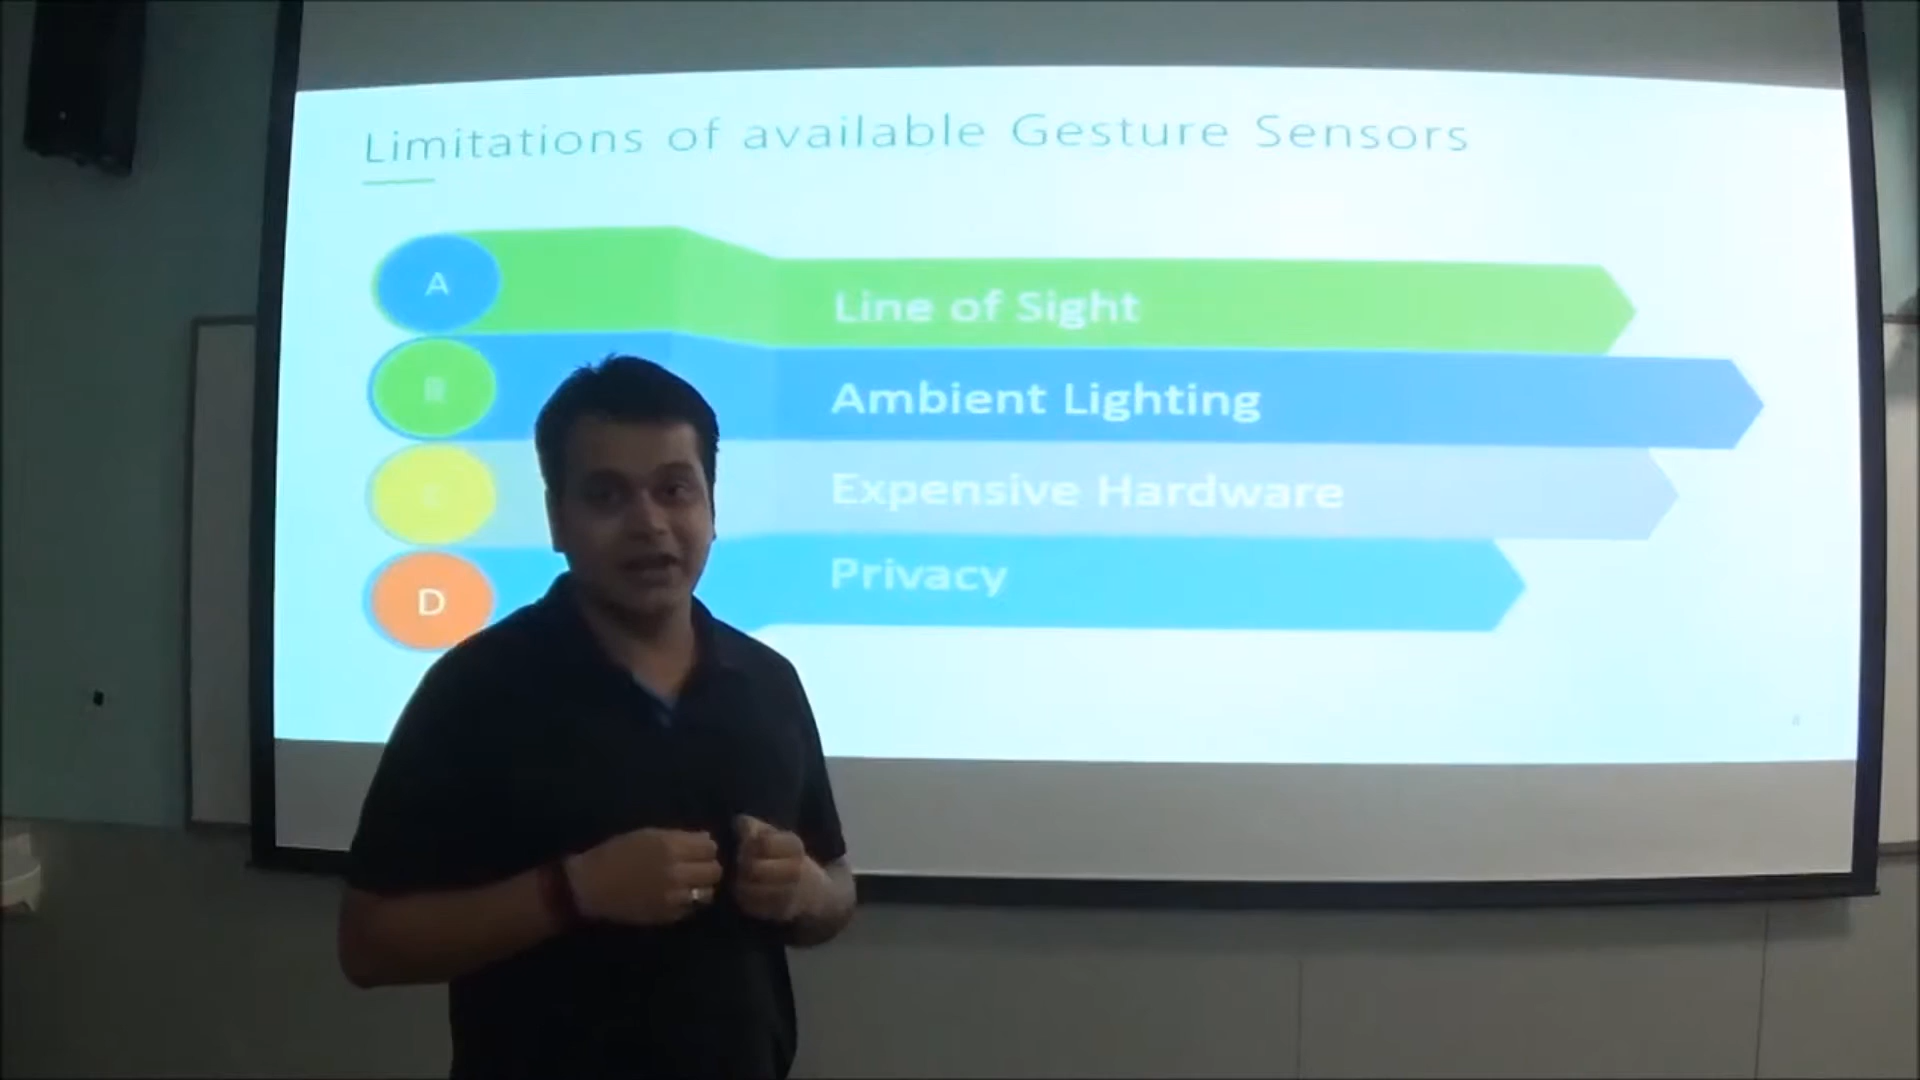 Limitations of available Gesture Sensors
A
Line of Sight
B
Ambient Lighting
Expensive Hardware
D
Privacy